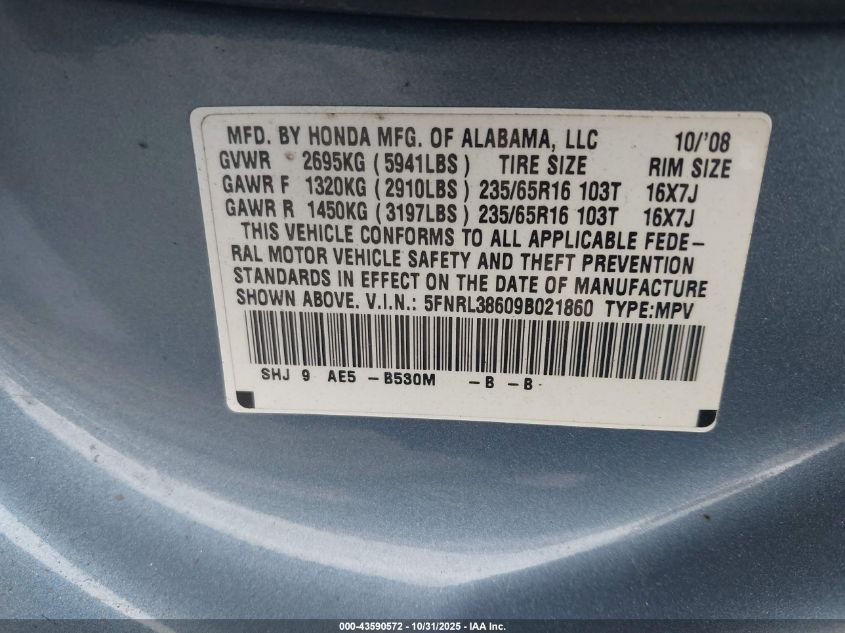 MFD. BY HONDA MFG. OF ALABAMA, LLC 10/'08
GVWR 2695KG (5941LBS) TIRE SIZE RIM SIZE
GAWR F 1320KG (2910LBS) 235/65R16 103T 16X7J
GAWR R 1450KG (3197LBS) 235/65R16 103T 16X7J
THIS VEHICLE CONFORMS TO ALL APPLICABLE FEDE-
RAL MOTOR VEHICLE SAFETY AND THEFT PREVENTION
STANDARDS IN EFFECT ON THE DATE OF MANUFACTURE
SHOWN ABOVE. V.I.N.: 5FNRL38609B021860 TYPE:MPV
SHJ 9 AE5 -B530M -B -B
000-43590572 - 10/31/2025 - IAA Inc.